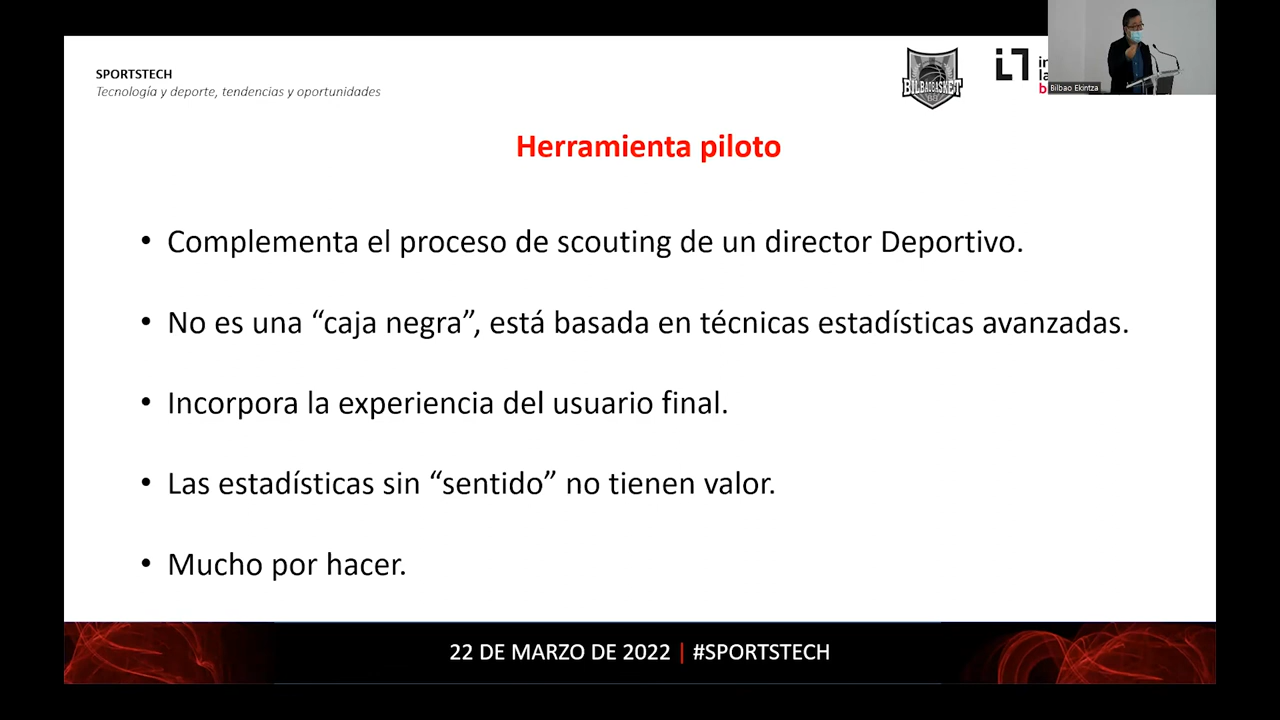 SPORTSTECH
Tecnología y deporte, tendencias y oportunidades
BILBAOBASKET
Bilbao Ekintza
Herramienta piloto
• Complementa el proceso de scouting de un director Deportivo.
• No es una “caja negra”, está basada en técnicas estadísticas avanzadas.
• Incorpora la experiencia del usuario final.
• Las estadísticas sin “sentido” no tienen valor.
• Mucho por hacer.
22 DE MARZO DE 2022 | #SPORTSTECH